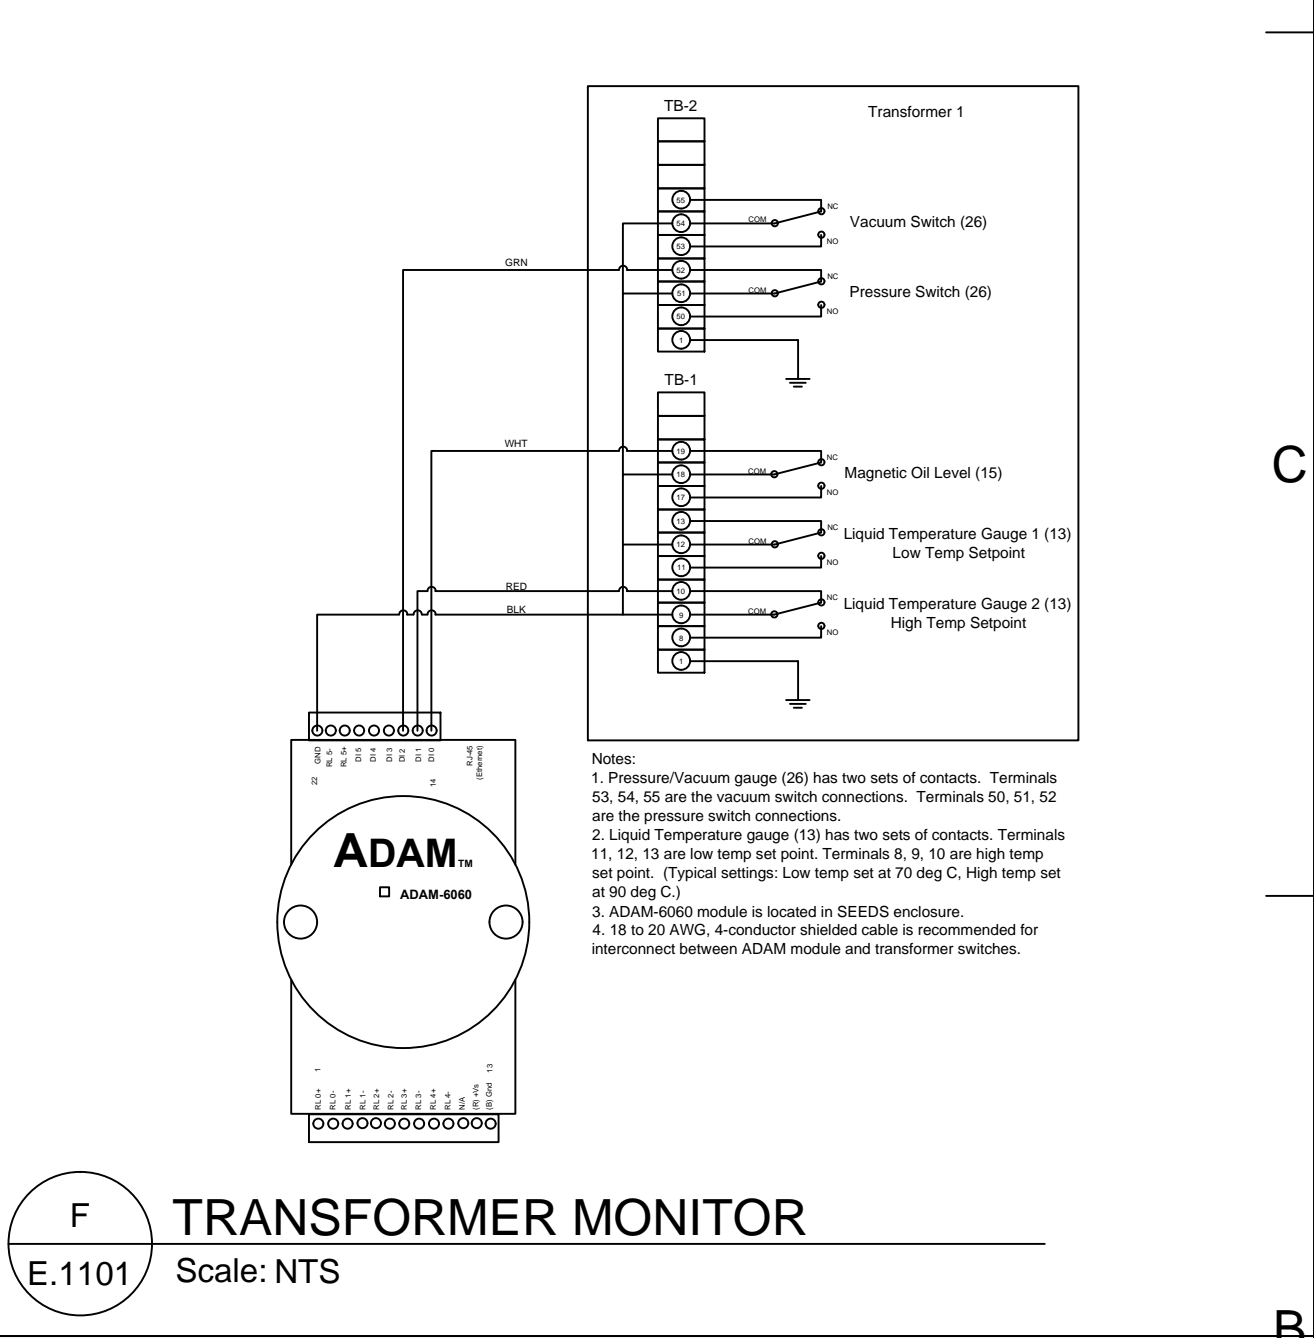 TB-2
Transformer 1
55
NC
54
COM
Vacuum Switch (26)
53
NO
GRN
52
NC
51
COM
Pressure Switch (26)
50
NO
1
TB-1
WHT
19
NC
18
COM
Magnetic Oil Level (15)
17
NO
C
13
NC
12
COM
Liquid Temperature Gauge 1 (13)
Low Temp Setpoint
11
NO
RED
10
NC
BLK
9
COM
Liquid Temperature Gauge 2 (13)
High Temp Setpoint
8
NO
1
GND
RL 5-
RL 5+
DI 5
DI 4
DI 3
DI 2
DI 1
DI 0
RJ-45
(Ethernet)
22
14
ADAM TM
ADAM-6060
Notes:
1. Pressure/Vacuum gauge (26) has two sets of contacts. Terminals
53, 54, 55 are the vacuum switch connections. Terminals 50, 51, 52
are the pressure switch connections.
2. Liquid Temperature gauge (13) has two sets of contacts. Terminals
11, 12, 13 are low temp set point. Terminals 8, 9, 10 are high temp
set point. (Typical settings: Low temp set at 70 deg C, High temp set
at 90 deg C.)
3. ADAM-6060 module is located in SEEDS enclosure.
4. 18 to 20 AWG, 4-conductor shielded cable is recommended for
interconnect between ADAM module and transformer switches.
1
13
RL 0+
RL 0-
RL 1+
RL 1-
RL 2+
RL 2-
RL 3+
RL 3-
RL 4+
RL 4-
N/A
(R) +Vs
(B) Gnd
F
TRANSFORMER MONITOR
E.1101
Scale: NTS
B